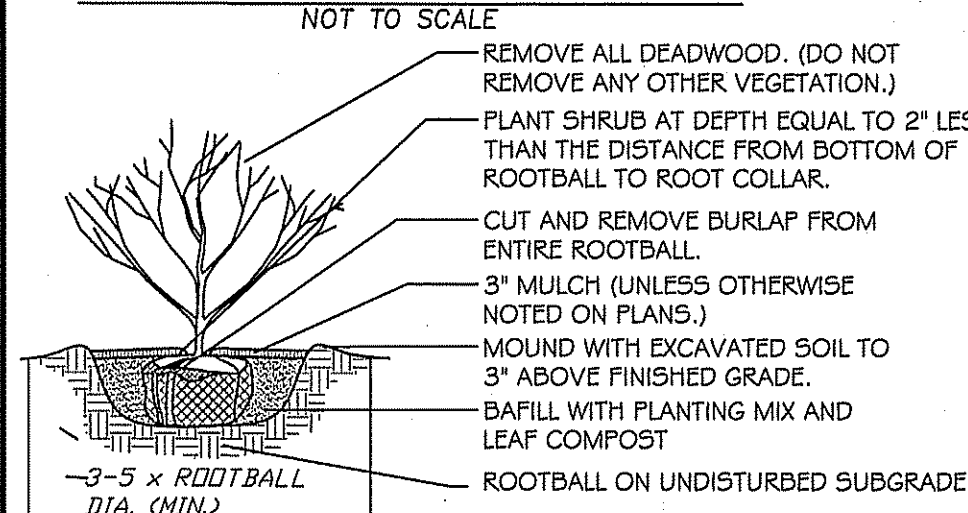 NOT TO SCALE
REMOVE ALL DEADWOOD. (DO NOT
REMOVE ANY OTHER VEGETATION.)
PLANT SHRUB AT DEPTH EQUAL TO 2" LES
THAN THE DISTANCE FROM BOTTOM OF
ROOTBALL TO ROOT COLLAR.
CUT AND REMOVE BURLAP FROM
ENTIRE ROOTBALL.
3" MULCH (UNLESS OTHERWISE
NOTED ON PLANS.)
MOUND WITH EXCAVATED SOIL TO
3" ABOVE FINISHED GRADE.
BAFILL WITH PLANTING MIX AND
LEAF COMPOST
ROOTBALL ON UNDISTURBED SUBGRADE
3-5 x ROOTBALL
DIA. (MIN.)